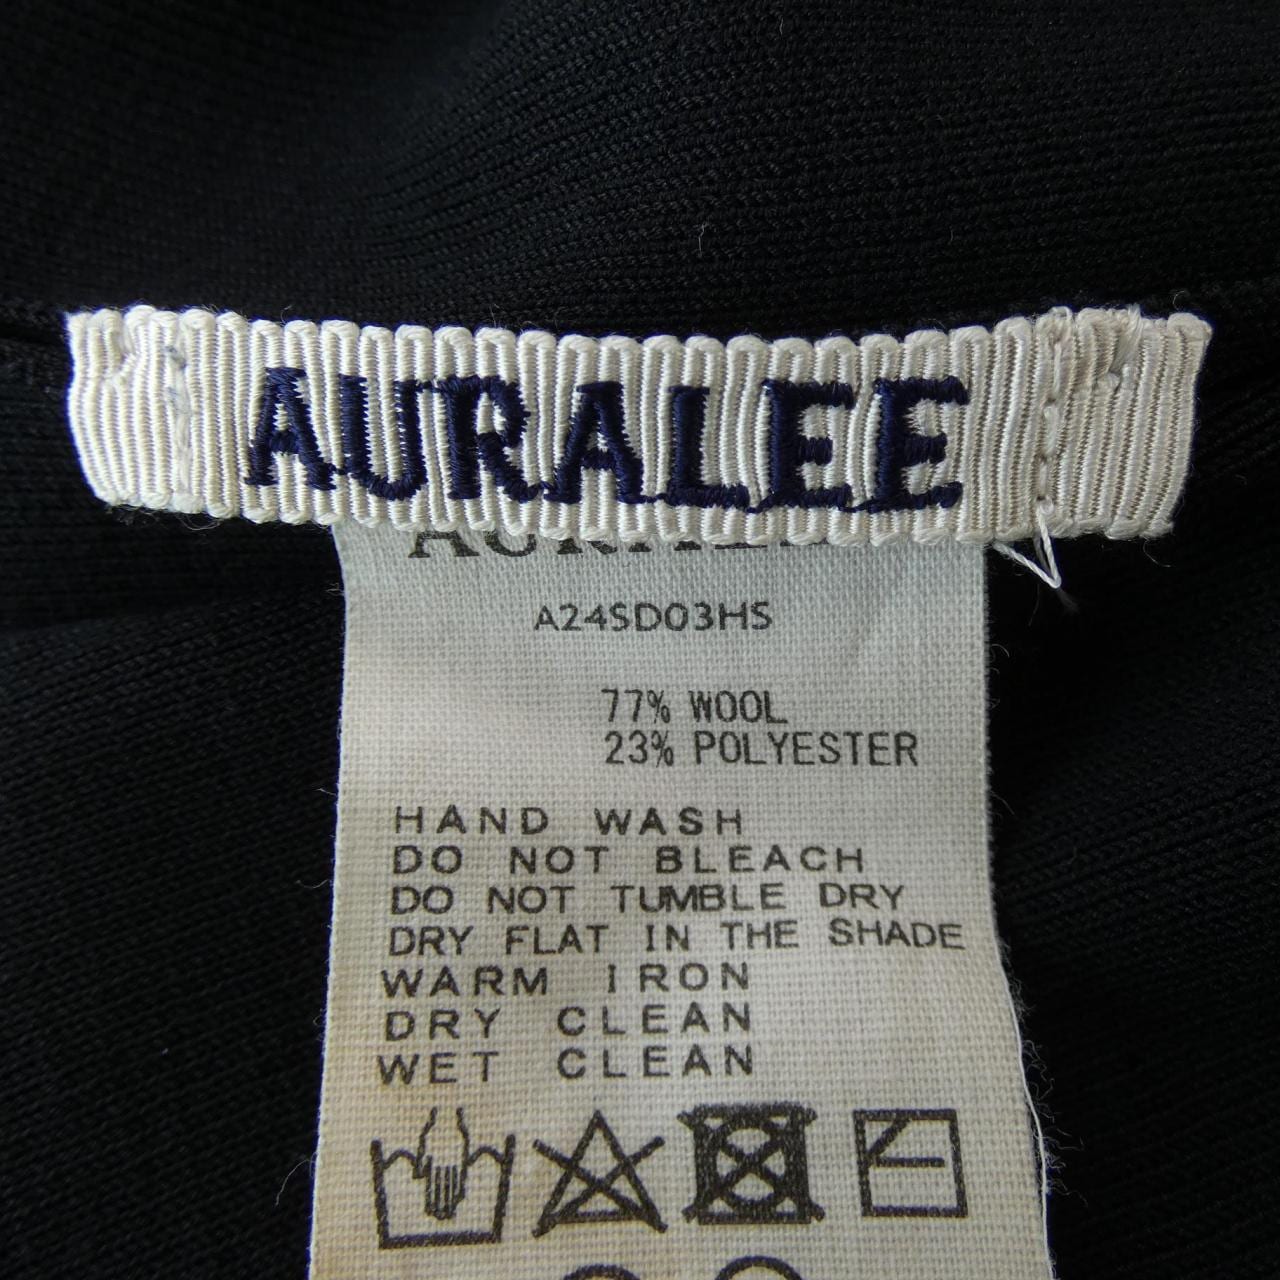 AURALEE
A24SD03HS
77% WOOL
23% POLYESTER
HAND WASH
DO NOT BLEACH
DO NOT TUMBLE DRY
DRY FLAT IN THE SHADE
WARM IRON
DRY CLEAN
WET CLEAN